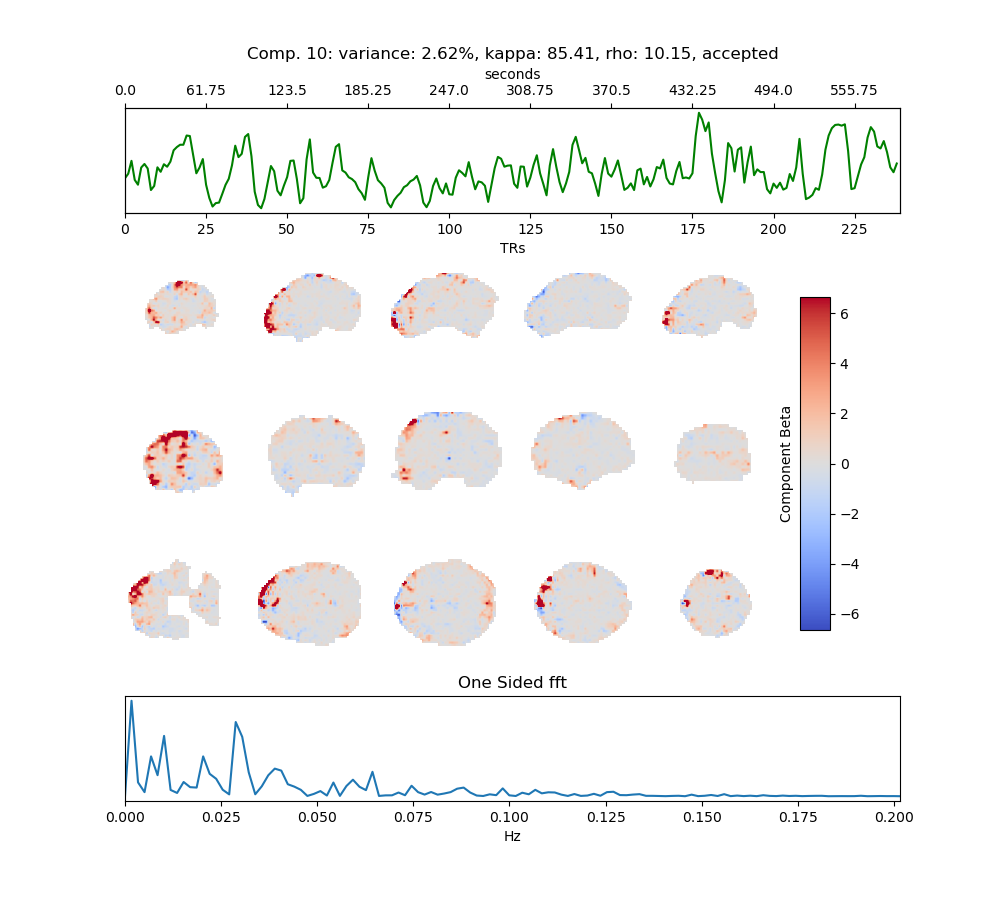 Comp. 10: variance: 2.62%, kappa: 85.41, rho: 10.15, accepted
seconds
0.0 61.75 123.5 185.25 247.0 308.75 370.5 432.25 494.0 555.75
0 25 50 75 100 125 150 175 200 225
TRs
6
4
2
0
−2
−4
−6
Component Beta
One Sided fft
0.000 0.025 0.050 0.075 0.100 0.125 0.150 0.175 0.200
Hz